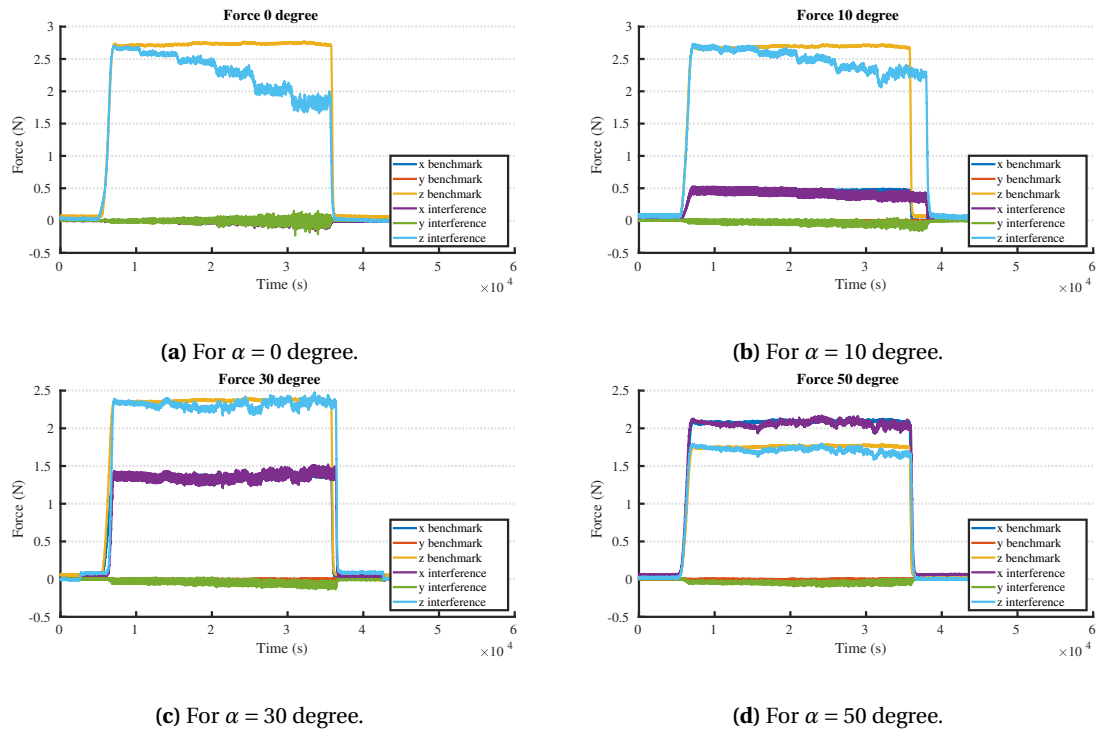 Force 0 degree
3
2.5
2
1.5
1
0.5
0
-0.5
Force (N)
0
1
2
3
4
5
6
×10 4
Time (s)
x benchmark
y benchmark
z benchmark
x interference
y interference
z interference
(a) For α = 0 degree.
Force 10 degree
3
2.5
2
1.5
1
0.5
0
-0.5
Force (N)
0
1
2
3
4
5
6
×10 4
Time (s)
x benchmark
y benchmark
z benchmark
x interference
y interference
z interference
(b) For α = 10 degree.
Force 30 degree
2.5
2
1.5
1
0.5
0
-0.5
Force (N)
0
1
2
3
4
5
6
×10 4
Time (s)
x benchmark
y benchmark
z benchmark
x interference
y interference
z interference
(c) For α = 30 degree.
Force 50 degree
2.5
2
1.5
1
0.5
0
-0.5
Force (N)
0
1
2
3
4
5
6
×10 4
Time (s)
x benchmark
y benchmark
z benchmark
x interference
y interference
z interference
(d) For α = 50 degree.